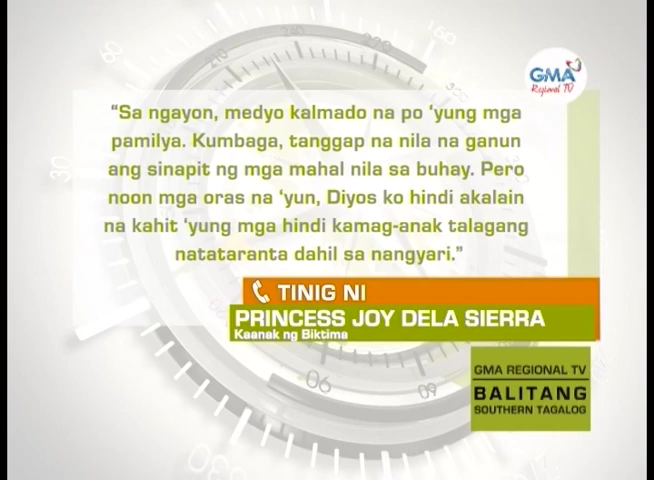 GMA
Regional TV
“Sa ngayon, medyo kalmado na po ‘yung mga
pamilya. Kumbaga, tanggap na nila na ganun
ang sinapit ng mga mahal nila sa buhay. Pero
noon mga oras na ‘yun, Diyos ko hindi akalain
na kahit ‘yung mga hindi kamag-anak talagang
natataranta dahil sa nangyari.”
TINIG NI
PRINCESS JOY DELA SIERRA
Kaanak ng Biktima
GMA REGIONAL TV
BALITANG
SOUTHERN TAGALOG
30
06
09